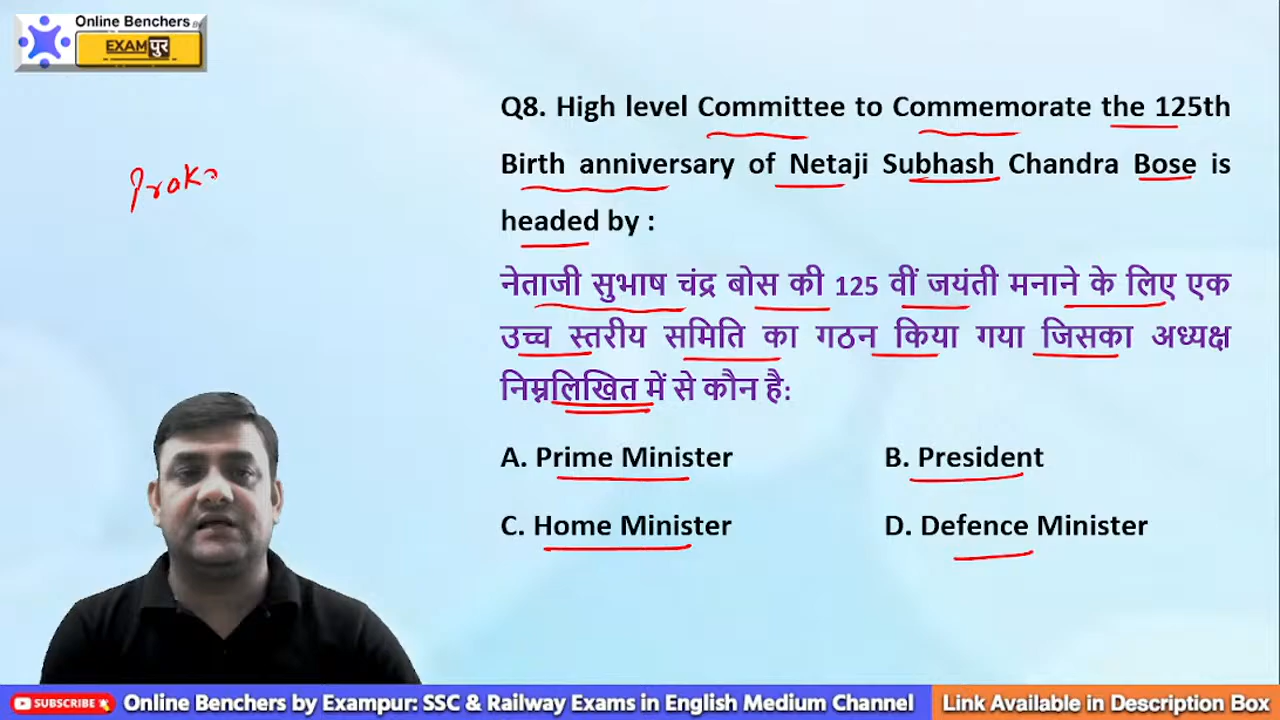 Online Benchers By
EXAMपुर
Q8. High level Committee to Commemorate the 125th
Birth anniversary of Netaji Subhash Chandra Bose is
headed by :
नेताजी सुभाष चंद्र बोस की 125 वीं जयंती मनाने के लिए एक
उच्च स्तरीय समिति का गठन किया गया जिसका अध्यक्ष
निम्नलिखित में से कौन है:
A. Prime Minister B. President
C. Home Minister D. Defence Minister
SUBSCRIBE Online Benchers by Exampur: SSC & Railway Exams in English Medium Channel Link Available in Description Box